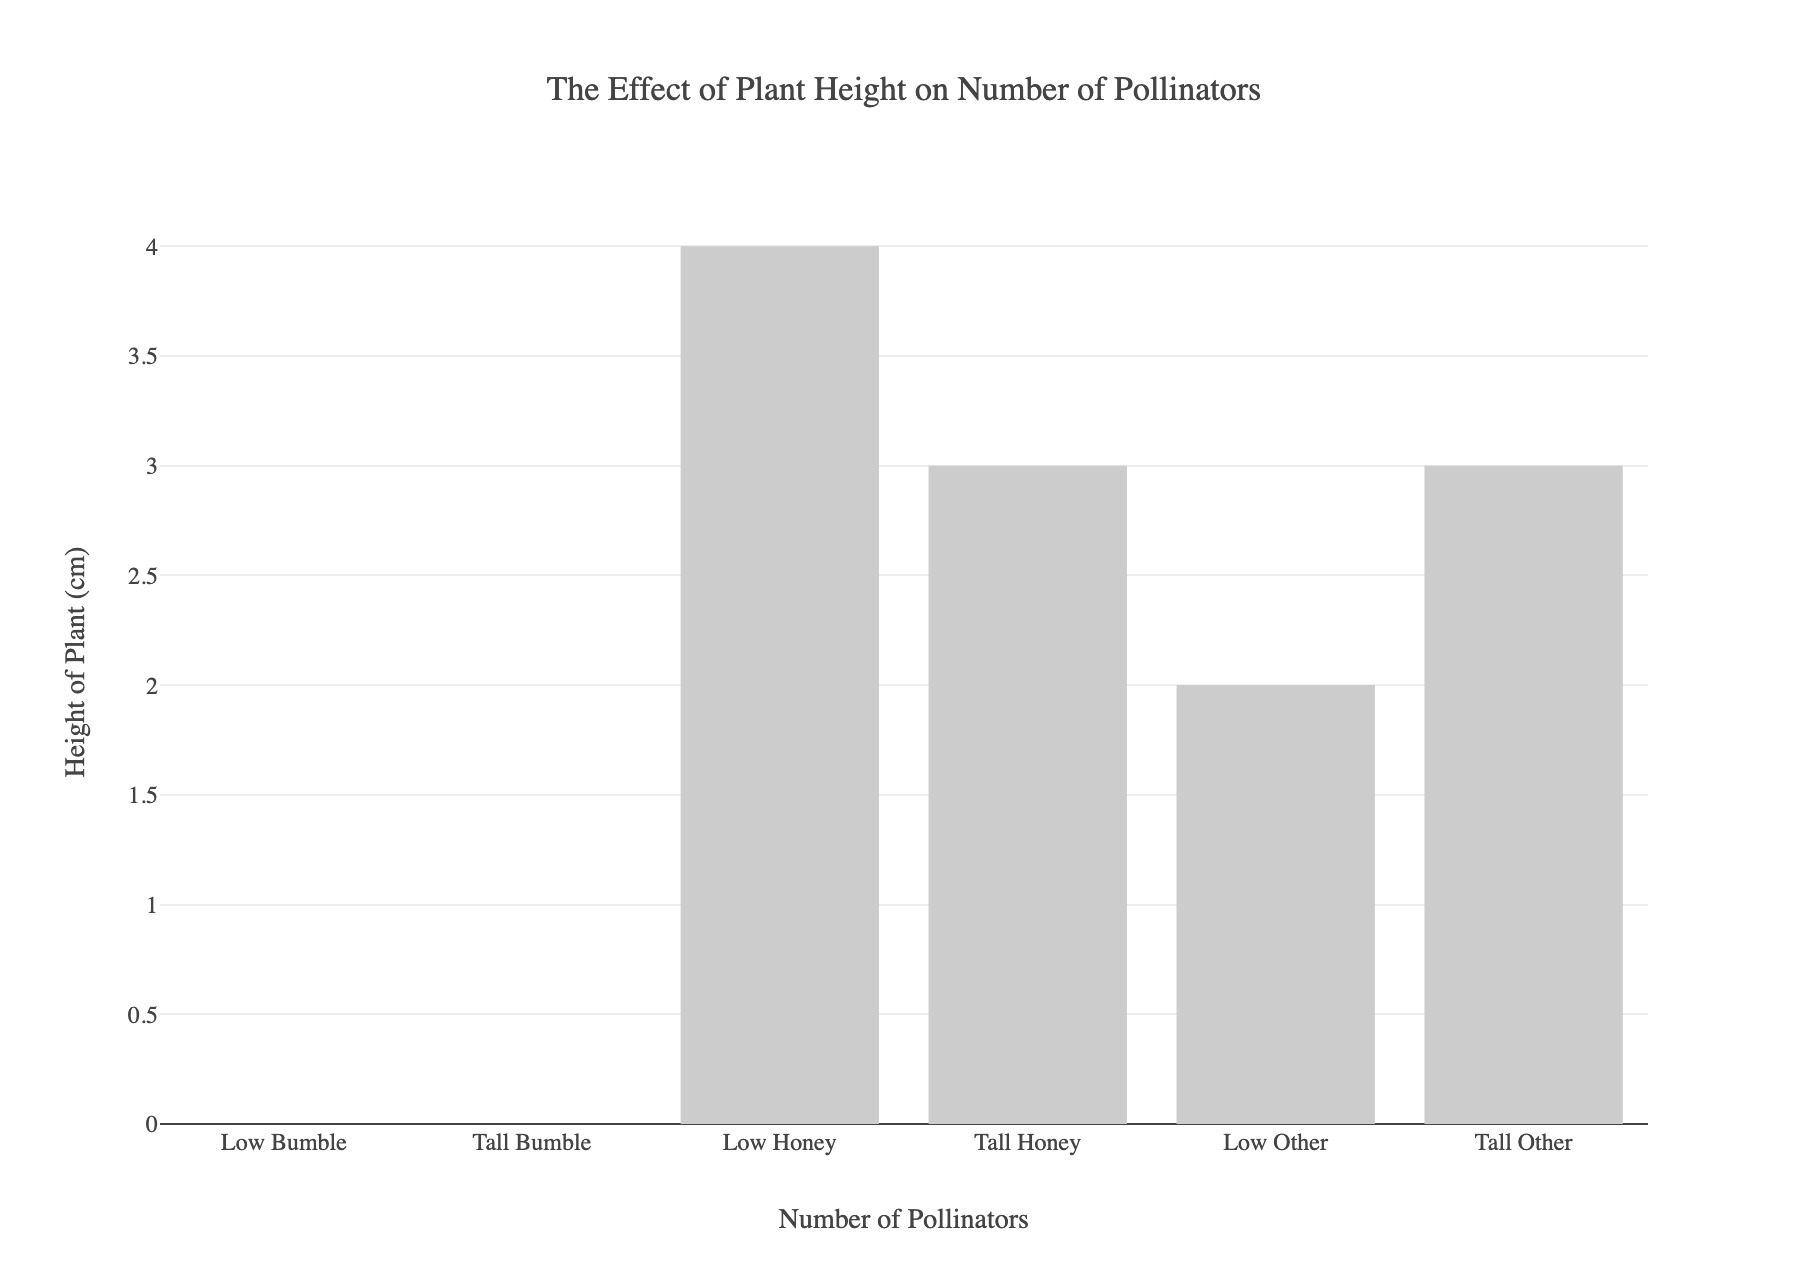 The Effect of Plant Height on Number of Pollinators
4
3.5
3
2.5
2
1.5
1
0.5
0
Height of Plant (cm)
Low Bumble Tall Bumble Low Honey Tall Honey Low Other Tall Other
Number of Pollinators